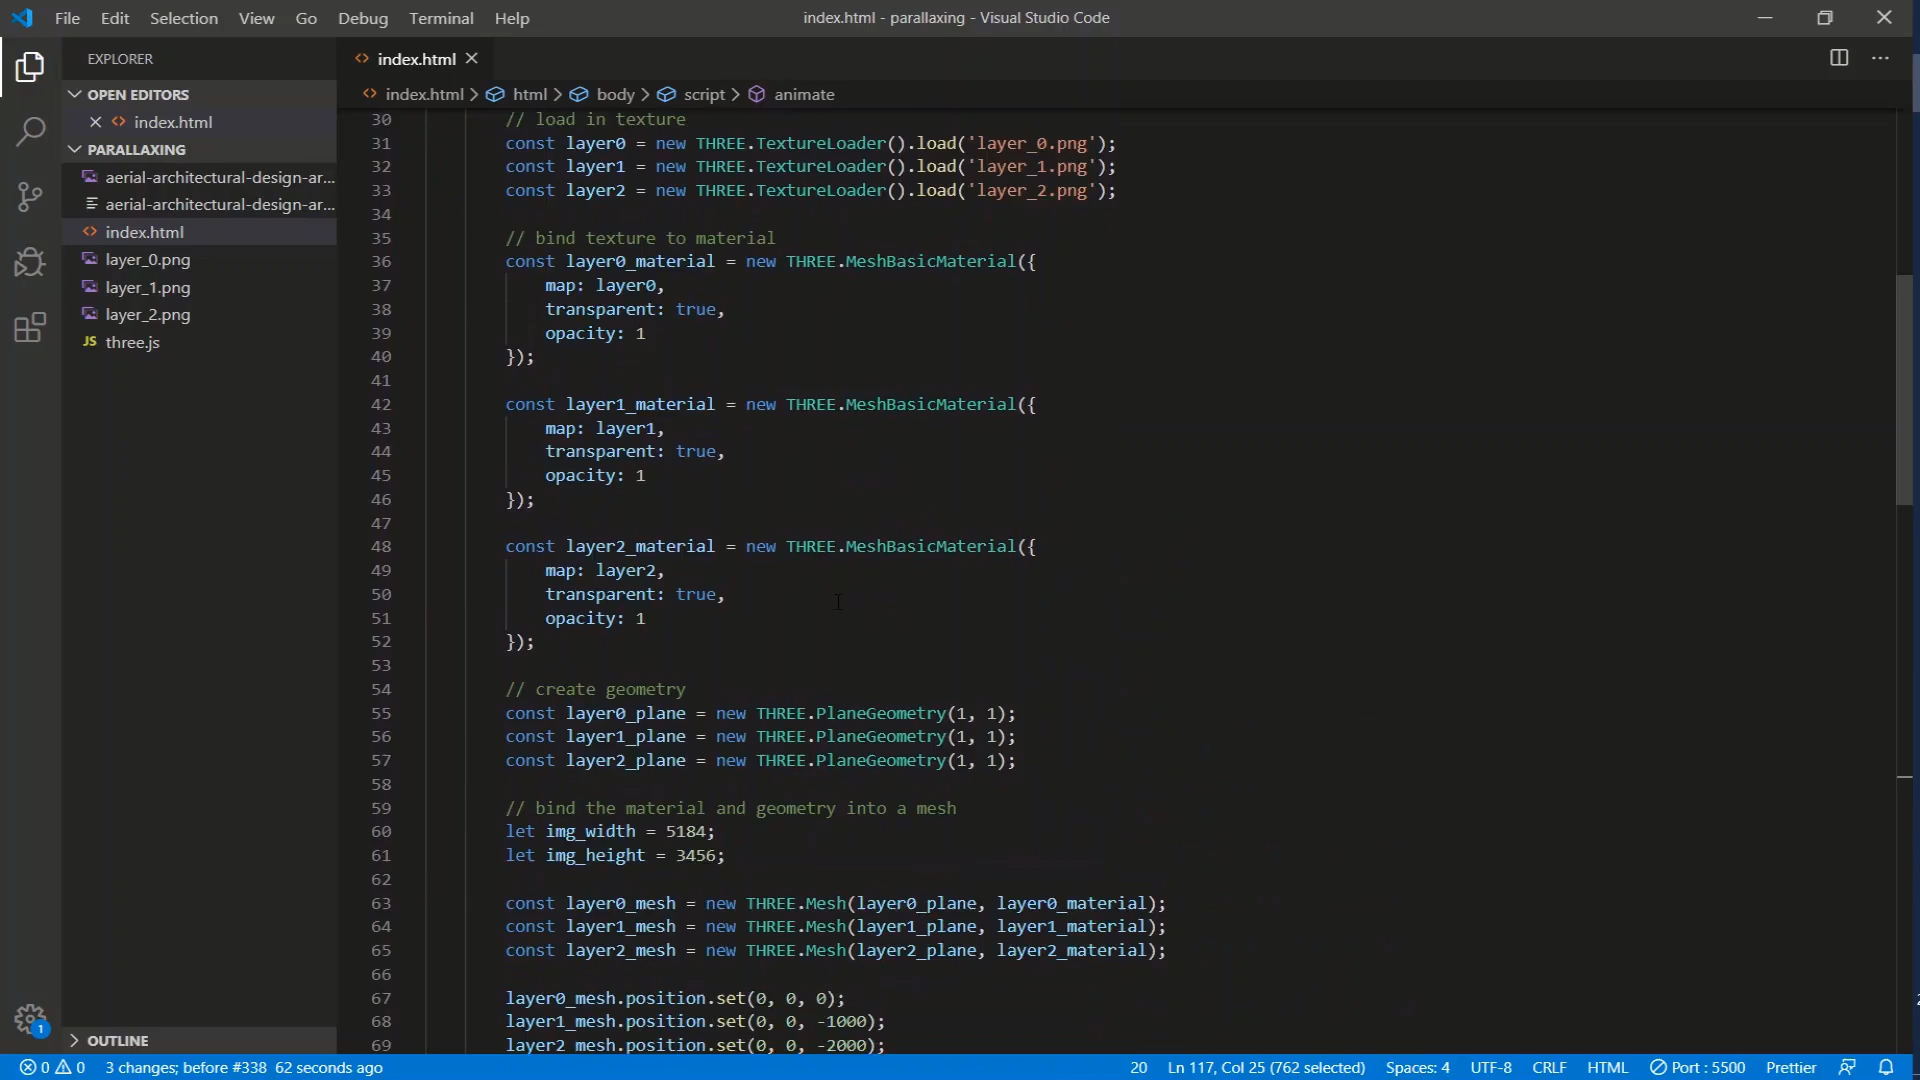 File Edit Selection View Go Debug Terminal Help
index.html - parallaxing - Visual Studio Code
EXPLORER
OPEN EDITORS
index.html
PARALLAXING
aerial-architectural-design-ar...
aerial-architectural-design-ar...
index.html
layer_0.png
layer_1.png
layer_2.png
JS three.js
OUTLINE
1
index.html
index.html > html > body > script > animate
30 // load in texture
31 const layer0 = new THREE.TextureLoader().load('layer_0.png');
32 const layer1 = new THREE.TextureLoader().load('layer_1.png');
33 const layer2 = new THREE.TextureLoader().load('layer_2.png');
34
35 // bind texture to material
36 const layer0_material = new THREE.MeshBasicMaterial({
37 map: layer0,
38 transparent: true,
39 opacity: 1
40 });
41
42 const layer1_material = new THREE.MeshBasicMaterial({
43 map: layer1,
44 transparent: true,
45 opacity: 1
46 });
47
48 const layer2_material = new THREE.MeshBasicMaterial({
49 map: layer2,
50 transparent: true,
51 opacity: 1
52 });
53
54 // create geometry
55 const layer0_plane = new THREE.PlaneGeometry(1, 1);
56 const layer1_plane = new THREE.PlaneGeometry(1, 1);
57 const layer2_plane = new THREE.PlaneGeometry(1, 1);
58
59 // bind the material and geometry into a mesh
60 let img_width = 5184;
61 let img_height = 3456;
62
63 const layer0_mesh = new THREE.Mesh(layer0_plane, layer0_material);
64 const layer1_mesh = new THREE.Mesh(layer1_plane, layer1_material);
65 const layer2_mesh = new THREE.Mesh(layer2_plane, layer2_material);
66
67 layer0_mesh.position.set(0, 0, 0);
68 layer1_mesh.position.set(0, 0, -1000);
69 layer2_mesh.position.set(0, 0, -2000);
0 0 3 changes; before #338 62 seconds ago
20 Ln 117, Col 25 (762 selected) Spaces: 4 UTF-8 CRLF HTML Port : 5500 Prettier